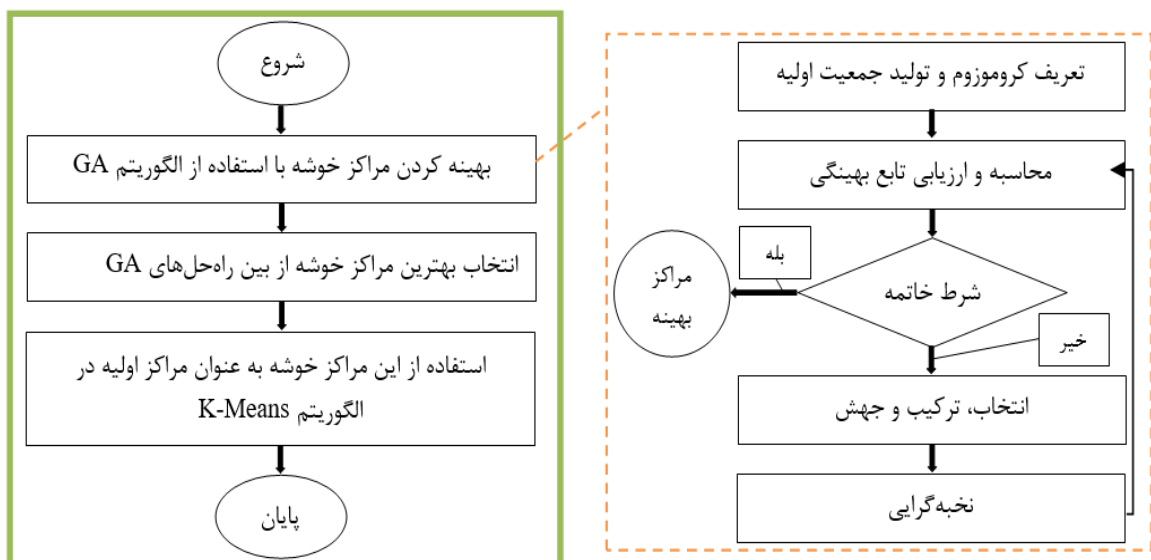 شروع
بهینه کردن مراکز خوشه با استفاده از الگوریتم GA
انتخاب بهترین مراکز خوشه از بین راه‌حل‌های GA
استفاده از این مراکز خوشه به عنوان مراکز اولیه در
الگوریتم K-Means
پایان
تعریف کروموزوم و تولید جمعیت اولیه
محاسبه و ارزیابی تابع بهینگی
شرط خاتمه
بله
مراکز
بهینه
خیر
انتخاب، ترکیب و جهش
نخبه‌گرایی